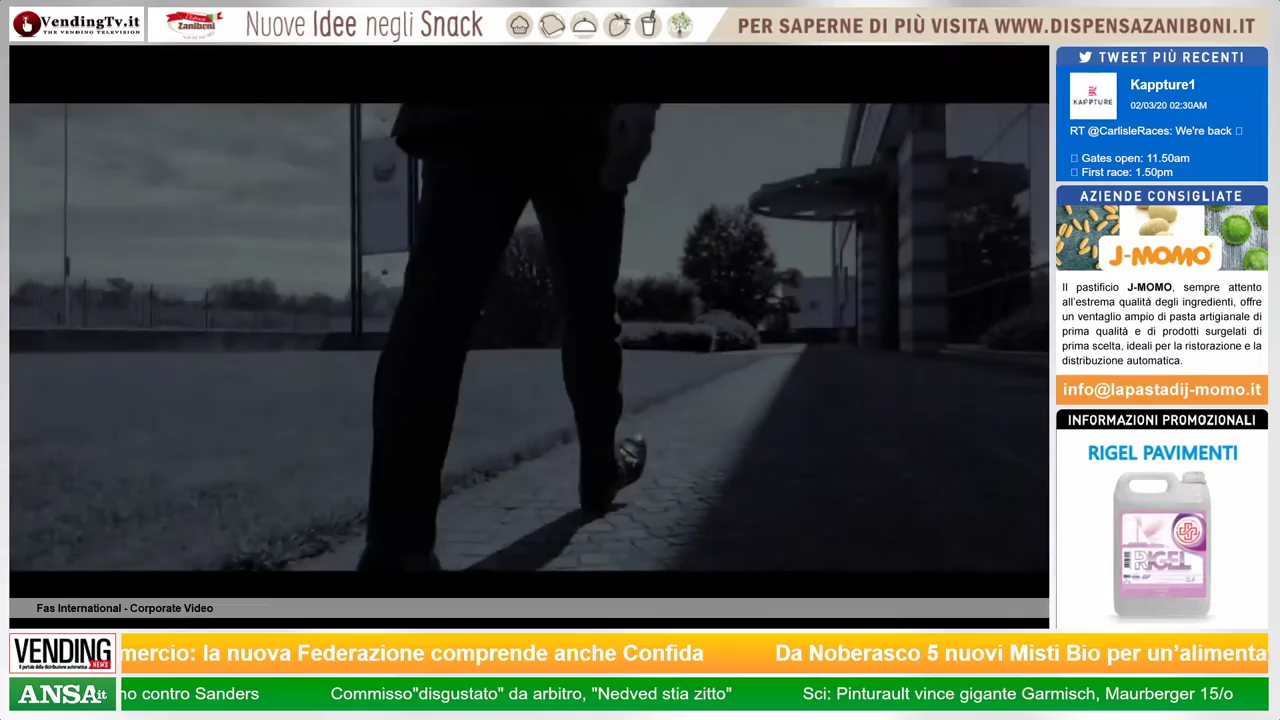 VendingTv.it
THE VENDING TELEVISION
Zaniboni
Nuove Idee negli Snack
PER SAPERNE DI PIÙ VISITA WWW.DISPENSAZANIBONI.IT
TWEET PIÙ RECENTI
KAPPTURE
Kappture1
02/03/20 02:30AM
RT @CarlisleRaces: We're back
Gates open: 11.50am
First race: 1.50pm
AZIENDE CONSIGLIATE
J-MOMO
Il pastificio J-MOMO, sempre attento
all'estrema qualità degli ingredienti, offre
un ventaglio ampio di pasta artigianale di
prima qualità e di prodotti surgelati di
prima scelta, ideali per la ristorazione e la
distribuzione automatica.
info@lapastadij-momo.it
INFORMAZIONI PROMOZIONALI
RIGEL PAVIMENTI
RIGEL
Fas International - Corporate Video
VENDING NEWS
Il portale della distribuzione automatica
mercio: la nuova Federazione comprende anche Confida Da Noberasco 5 nuovi Misti Bio per un'alimenta
ANSA.it
no contro Sanders Commisso"disgustato" da arbitro, "Nedved stia zitto" Sci: Pinturault vince gigante Garmisch, Maurberger 15/o